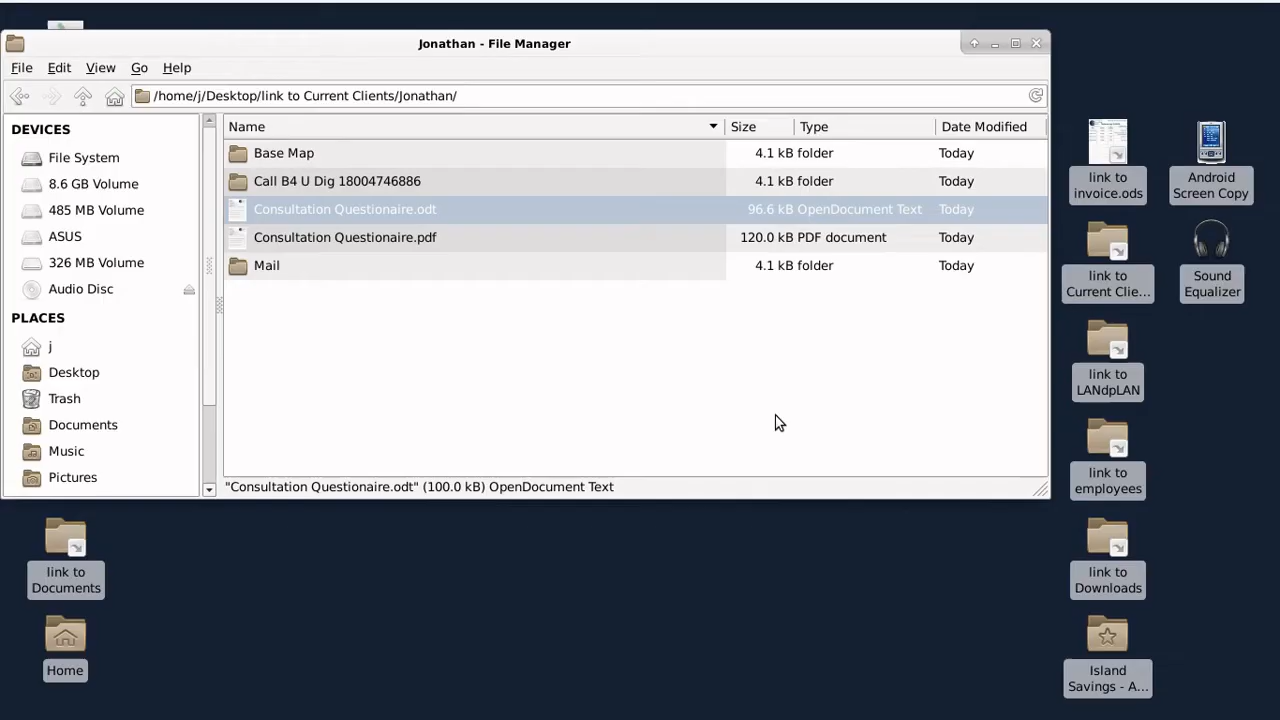 Jonathan - File Manager
File Edit View Go Help
/home/j/Desktop/link to Current Clients/Jonathan/
DEVICES
File System
8.6 GB Volume
485 MB Volume
ASUS
326 MB Volume
Audio Disc
PLACES
j
Desktop
Trash
Documents
Music
Pictures
Name Size Type Date Modified
Base Map 4.1 kB folder Today
Call B4 U Dig 18004746886 4.1 kB folder Today
Consultation Questionaire.odt 96.6 kB OpenDocument Text Today
Consultation Questionaire.pdf 120.0 kB PDF document Today
Mail 4.1 kB folder Today
"Consultation Questionaire.odt" (100.0 kB) OpenDocument Text
link to
Documents
Home
link to
invoice.ods
link to
Current Clie...
link to
LANdpLAN
link to
employees
link to
Downloads
Island
Savings - A...
Android
Screen Copy
Sound
Equalizer